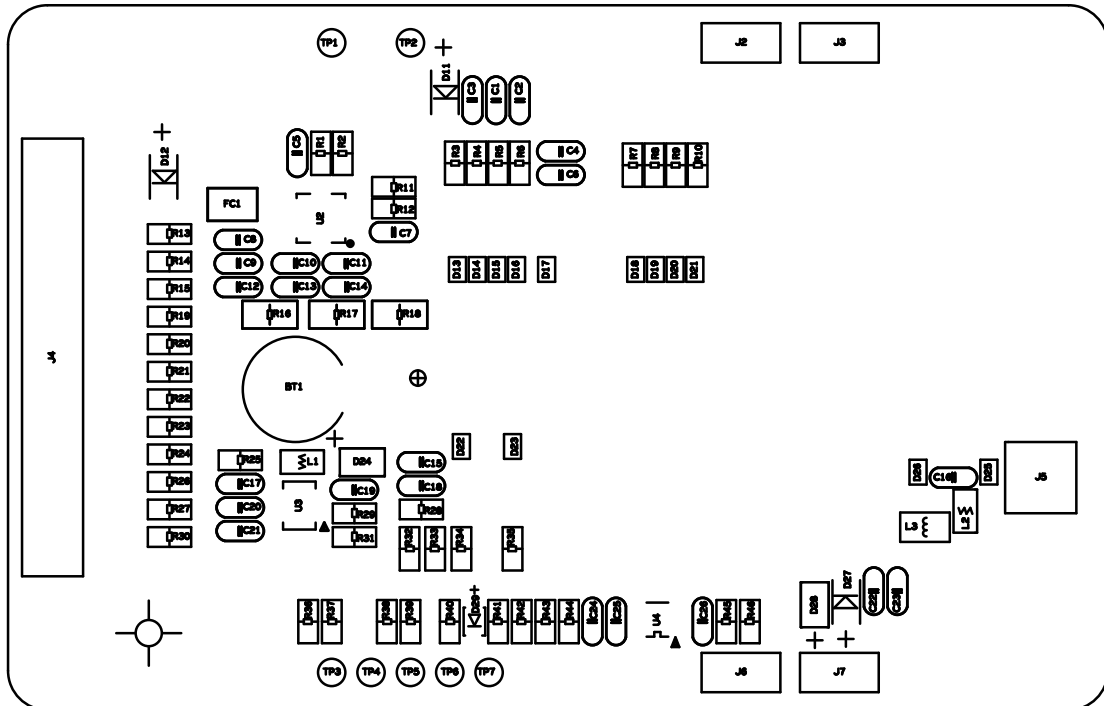 TP1 TP2 J2 J3
D11
C3 C1 C2
D12
C5 R1 R2 R3 R4 R5 R6 C4 R7 R8 R9 R10
C6
R11
FC1 U2 R12
R13 C8 C7
R14 C9 C10 C11 D13 D14 D15 D16 D17 D18 D19 D20 D21
R15 C12 C13 C14
R19 R16 R17 R18
R20
J4
R21
BT1
R22
R23
R24 R25 L1 D24 C15 D22 D23
R26 C17 C19 C18 D26 C16 D25 J5
R27 C20 U3 R29 R28 L2
R30 C21 R31 R32 R33 R34 R35 L3
D27
R36 R37 R38 R39 R40 D29 R41 R42 R43 R44 C24 C25 U4 C26 R45 R46 D28 C22 C23
TP3 TP4 TP5 TP6 TP7 J6 J7